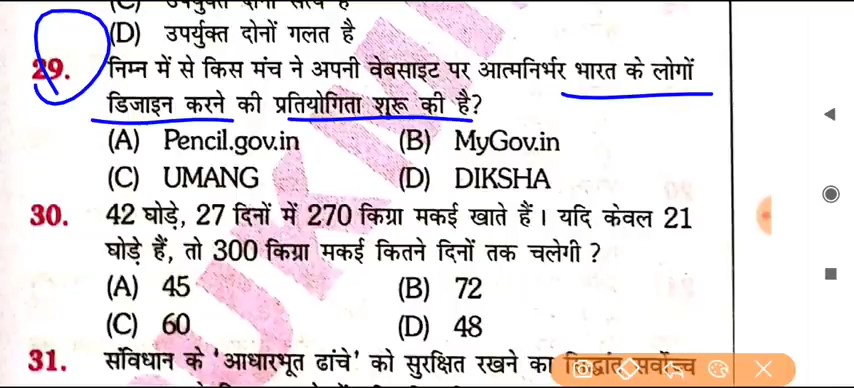 (D) उपर्युक्त दोनों गलत है
29. निम्न में से किस मंच ने अपनी वेबसाइट पर आत्मनिर्भर भारत के लोगों
डिजाइन करने की प्रतियोगिता शुरू की है?
(A) Pencil.gov.in (B) MyGov.in
(C) UMANG (D) DIKSHA
30. 42 घोड़े, 27 दिनों में 270 किग्रा मकई खाते हैं। यदि केवल 21
घोड़े हैं, तो 300 किग्रा मकई कितने दिनों तक चलेगी ?
(A) 45 (B) 72
(C) 60 (D) 48
31. संविधान के 'आधारभूत ढांचे' को सुरक्षित रखने का सिद्धांत सर्वोच्च